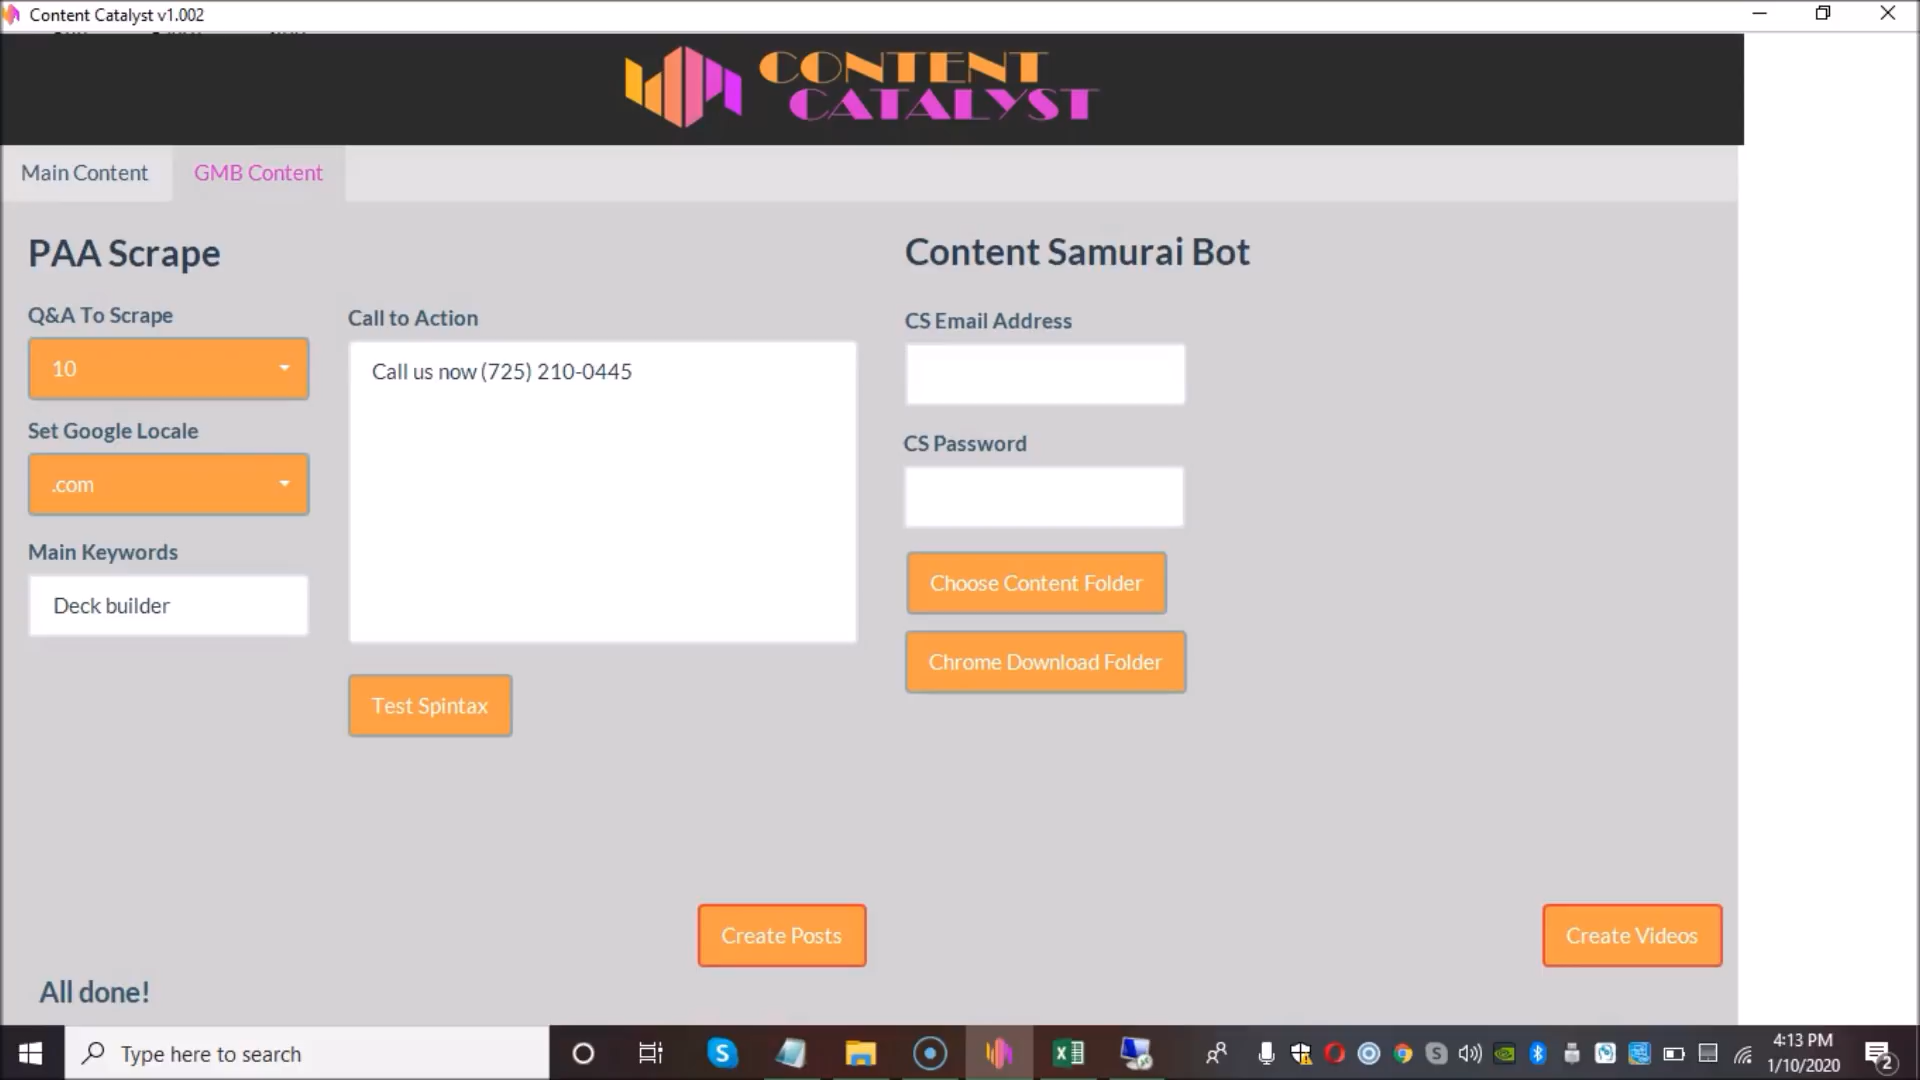 Content Catalyst v1.002
CONTENT
CATALYST
Main Content
GMB Content
PAA Scrape
Q&A To Scrape
10
Set Google Locale
.com
Main Keywords
Deck builder
Call to Action
Call us now (725) 210-0445
Test Spintax
Create Posts
Content Samurai Bot
CS Email Address
CS Password
Choose Content Folder
Chrome Download Folder
Create Videos
All done!
Type here to search
4:13 PM
1/10/2020
2